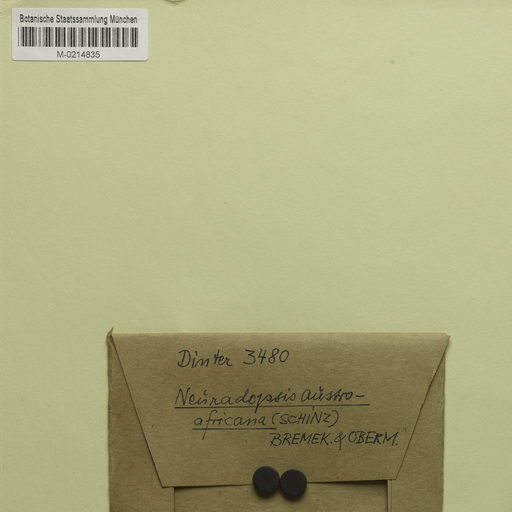 Botanische Staatssammlung München
M-0214835
Dinter 3480
Neuradopsis austro-
africana (SCHINZ)
BREMEK. & OBERM.